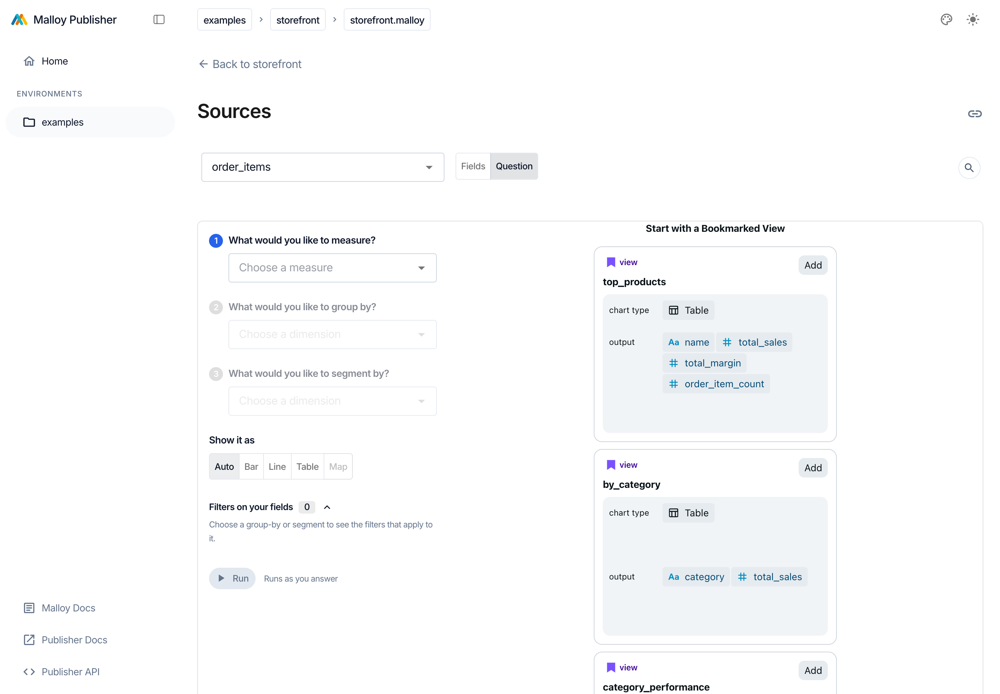 Malloy Publisher
examples
storefront
storefront.malloy
Home
ENVIRONMENTS
examples
Malloy Docs
Publisher Docs
Publisher API
Back to storefront
Sources
order_items
Fields
Question
1 What would you like to measure?
Choose a measure
2 What would you like to group by?
Choose a dimension
3 What would you like to segment by?
Choose a dimension
Show it as
Auto Bar Line Table Map
Filters on your fields 0
Choose a group-by or segment to see the filters that apply to
it.
Run Runs as you answer
Start with a Bookmarked View
view Add
top_products
chart type Table
output Aa name # total_sales
# total_margin
# order_item_count
view Add
by_category
chart type Table
output Aa category # total_sales
view Add
category_performance